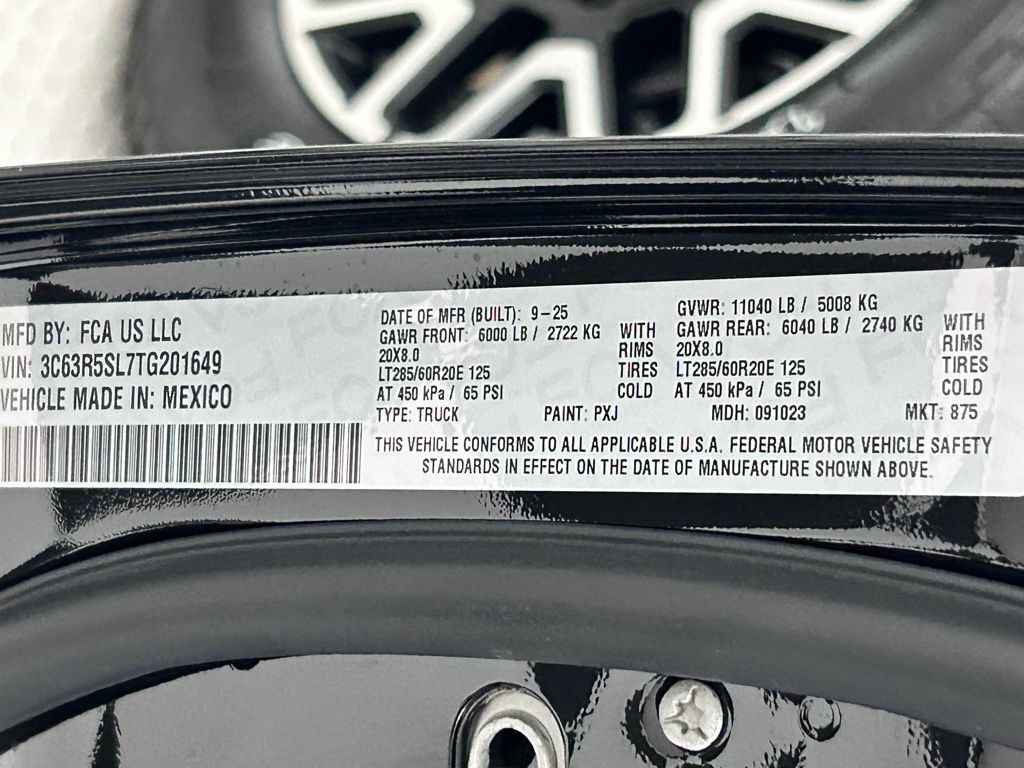 MFD BY: FCA US LLC
VIN: 3C63R5SL7TG201649
VEHICLE MADE IN: MEXICO
DATE OF MFR (BUILT): 9-25
GAWR FRONT: 6000 LB / 2722 KG WITH
20X8.0 RIMS
LT285/60R20E 125 TIRES
AT 450 kPa / 65 PSI COLD
GVWR: 11040 LB / 5008 KG
GAWR REAR: 6040 LB / 2740 KG WITH
20X8.0 RIMS
LT285/60R20E 125 TIRES
AT 450 kPa / 65 PSI COLD
TYPE: TRUCK PAINT: PXJ MDH: 091023 MKT: 875
THIS VEHICLE CONFORMS TO ALL APPLICABLE U.S.A. FEDERAL MOTOR VEHICLE SAFETY
STANDARDS IN EFFECT ON THE DATE OF MANUFACTURE SHOWN ABOVE.